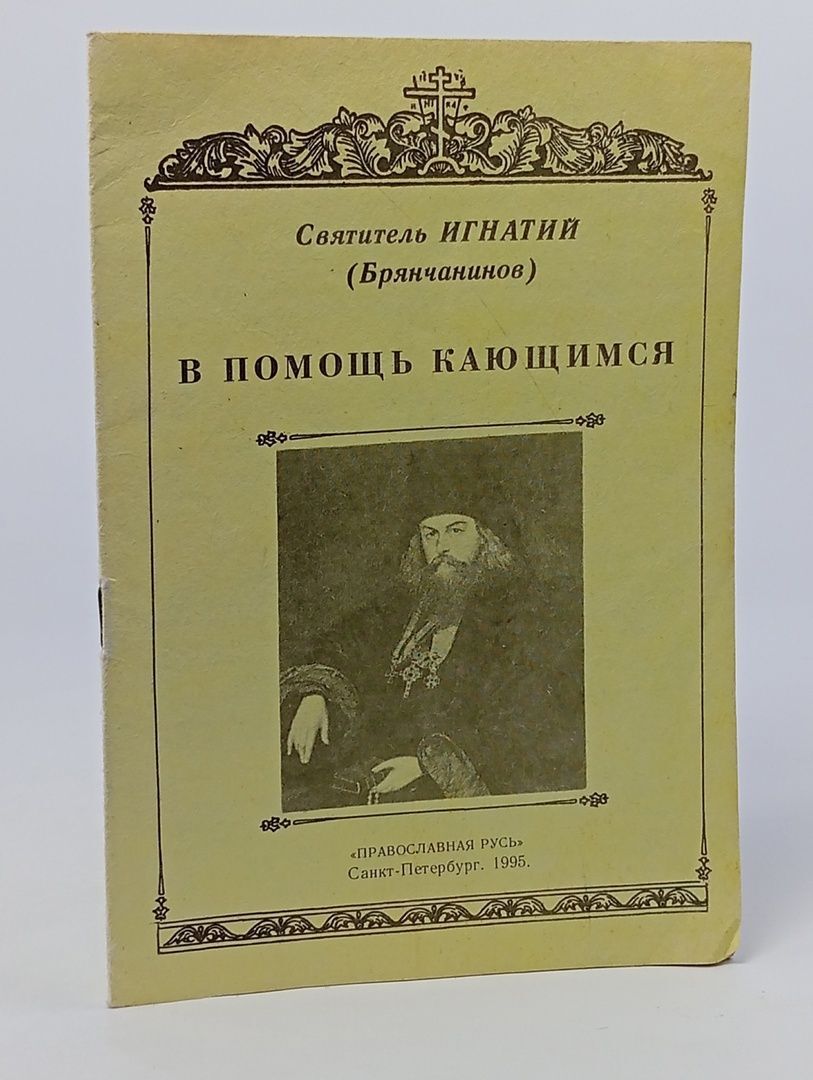 Святитель ИГНАТИЙ
(Брянчанинов)
В ПОМОЩЬ КАЮЩИМСЯ
«ПРАВОСЛАВНАЯ РУСЬ»
Санкт-Петербург. 1995.